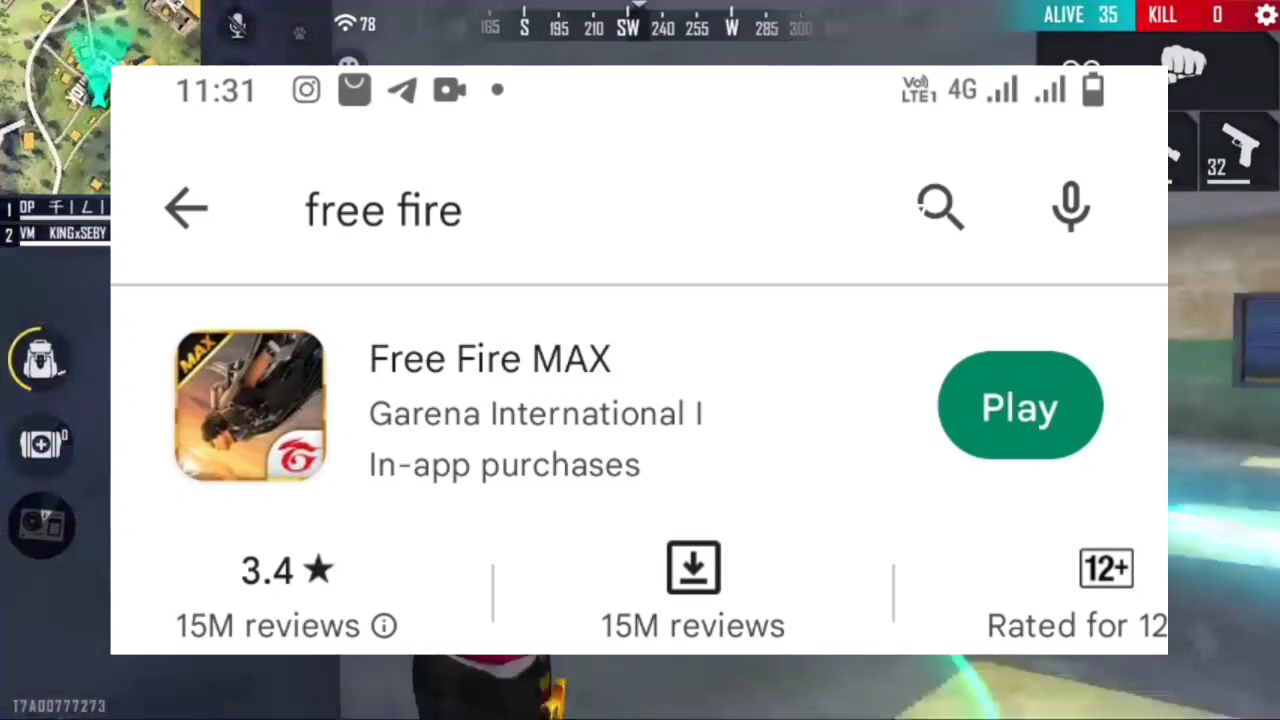 78
165 S 195 210 SW 240 255 W 285 300
ALIVE 35 KILL 0
11:31
Vo)) LTE1 4G
free fire
MAX
Free Fire MAX
Garena International I
In-app purchases
Play
3.4 ★
15M reviews
15M reviews
12+
Rated for 12
32
1 OP
2 VM KINGxSEBY
0
17A00777273